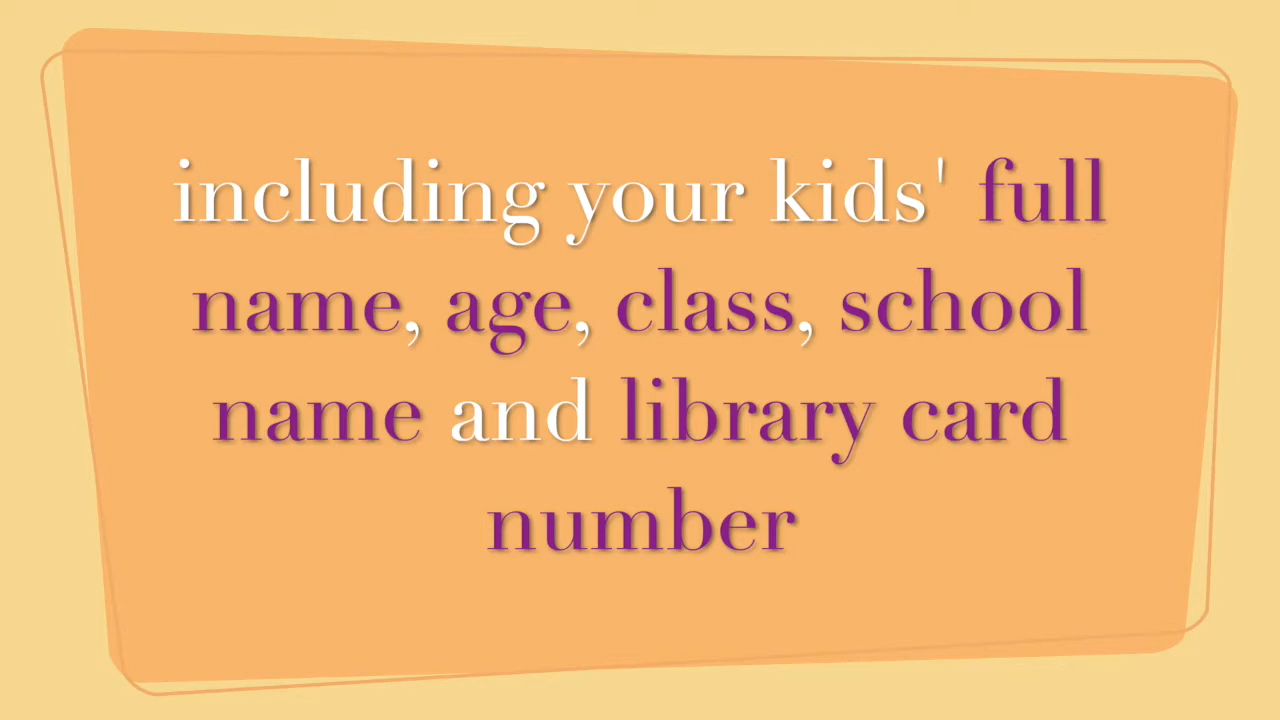 including your kids' full
name, age, class, school
name and library card
number